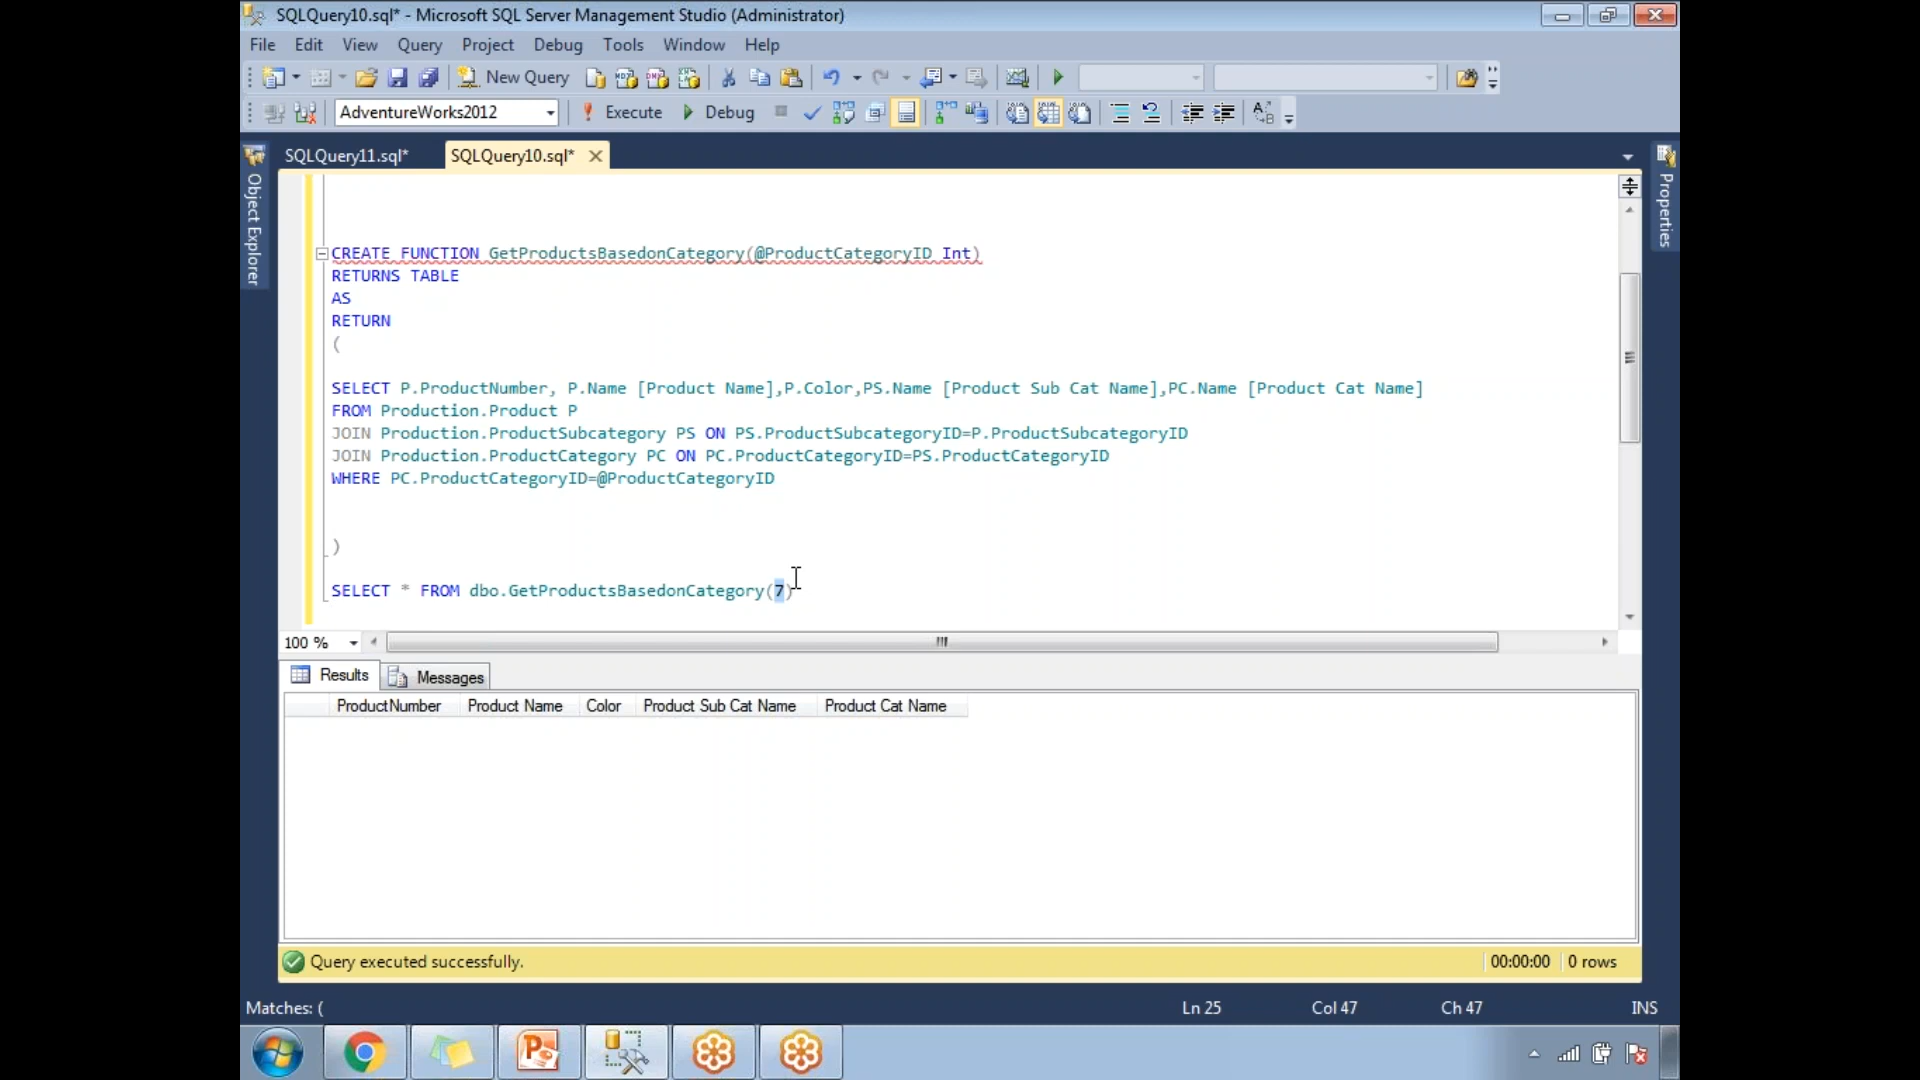 SQLQuery10.sql* - Microsoft SQL Server Management Studio (Administrator)
File Edit View Query Project Debug Tools Window Help
New Query
AdventureWorks2012 Execute Debug
SQLQuery11.sql* SQLQuery10.sql*
Object Explorer
Properties
CREATE FUNCTION GetProductsBasedonCategory(@ProductCategoryID Int)
RETURNS TABLE
AS
RETURN
(
SELECT P.ProductNumber, P.Name [Product Name],P.Color,PS.Name [Product Sub Cat Name],PC.Name [Product Cat Name]
FROM Production.Product P
JOIN Production.ProductSubcategory PS ON PS.ProductSubcategoryID=P.ProductSubcategoryID
JOIN Production.ProductCategory PC ON PC.ProductCategoryID=PS.ProductCategoryID
WHERE PC.ProductCategoryID=@ProductCategoryID
)
SELECT * FROM dbo.GetProductsBasedonCategory(7)
100 %
Results Messages
ProductNumber Product Name Color Product Sub Cat Name Product Cat Name
Query executed successfully. 00:00:00 0 rows
Matches: ( Ln 25 Col 47 Ch 47 INS